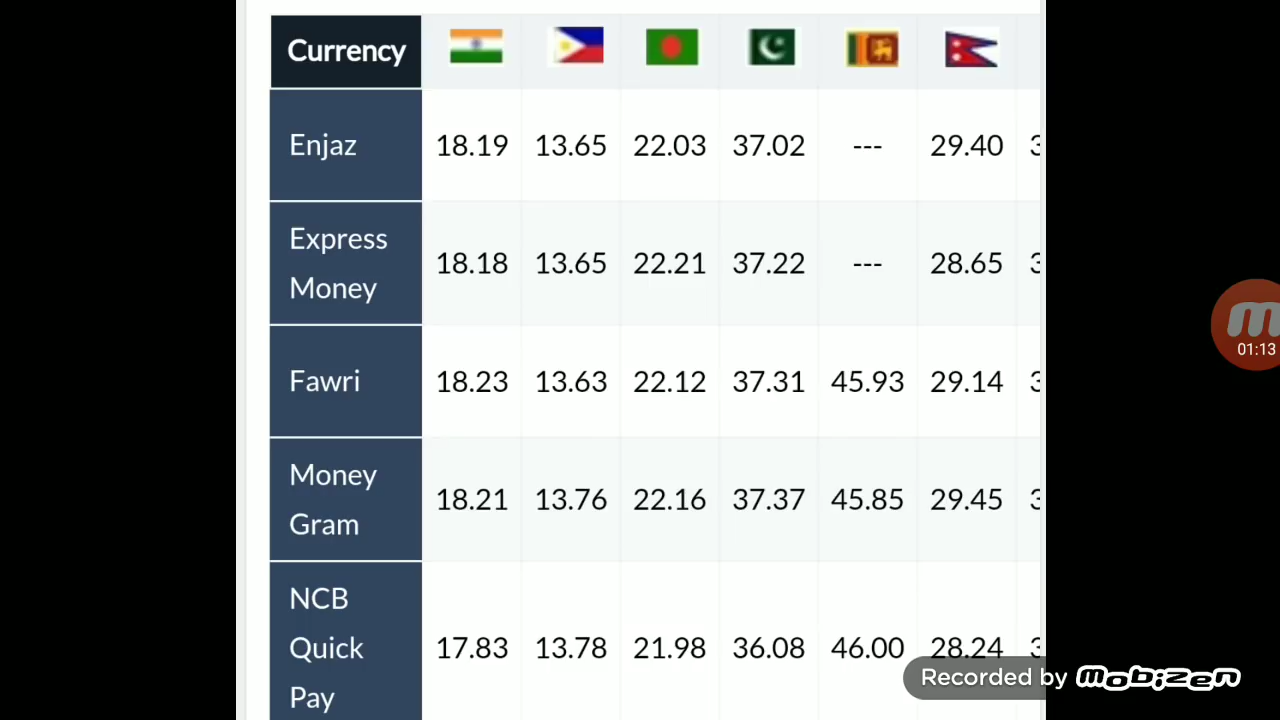 Currency
Enjaz 18.19 13.65 22.03 37.02 --- 29.40
Express
Money 18.18 13.65 22.21 37.22 --- 28.65
Fawri 18.23 13.63 22.12 37.31 45.93 29.14
Money
Gram 18.21 13.76 22.16 37.37 45.85 29.45
NCB
Quick
Pay 17.83 13.78 21.98 36.08 46.00 28.24
01:13
Recorded by mobizen